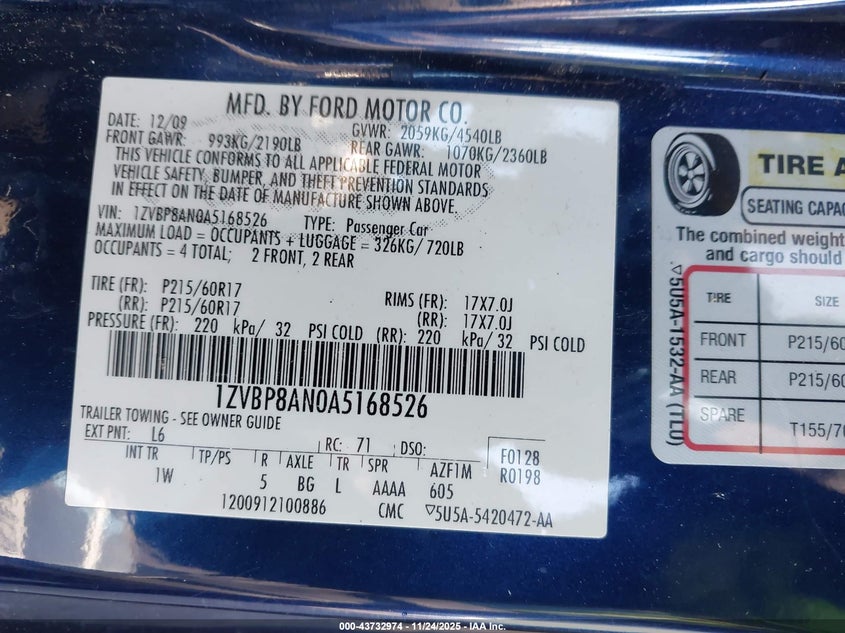 MFD. BY FORD MOTOR CO.
DATE: 12/09 GVWR: 2059KG/4540LB
FRONT GAWR: 993KG/2190LB REAR GAWR: 1070KG/2360LB
THIS VEHICLE CONFORMS TO ALL APPLICABLE FEDERAL MOTOR
VEHICLE SAFETY, BUMPER, AND THEFT PREVENTION STANDARDS
IN EFFECT ON THE DATE OF MANUFACTURE SHOWN ABOVE.
VIN: 1ZVBP8AN0A5168526 TYPE: Passenger Car
MAXIMUM LOAD = OCCUPANTS + LUGGAGE = 326KG/ 720LB
OCCUPANTS = 4 TOTAL; 2 FRONT, 2 REAR
TIRE (FR): P215/60R17 RIMS (FR): 17X7.0J
(RR): P215/60R17 (RR): 17X7.0J
PRESSURE (FR): 220 kPa/ 32 PSI COLD (RR): 220 kPa/ 32 PSI COLD
1ZVBP8AN0A5168526
TRAILER TOWING - SEE OWNER GUIDE
EXT PNT: L6 RC: 71 DSO: F0128
R0198
INT TR TP/PS R AXLE TR SPR AZF1M
1W 5 BG L AAAA 605
1200912100886 CMC ▽5U5A-5420472-AA
TIRE A
SEATING CAPAC
The combined weight
and cargo should
TIRE SIZE
FRONT P215/60
REAR P215/60
SPARE T155/70
▽5U5A-1532-AA (TL0)
000-43732974 - 11/24/2025 - IAA Inc.